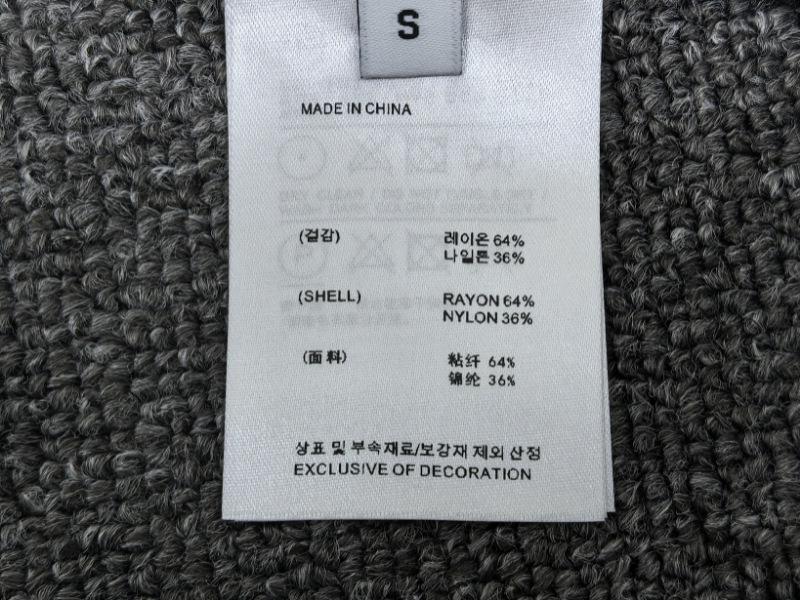 S
MADE IN CHINA
(겉감) 레이온 64%
나일론 36%
(SHELL) RAYON 64%
NYLON 36%
(面料) 粘纤 64%
锦纶 36%
상표 및 부속재료/보강재 제외 산정
EXCLUSIVE OF DECORATION